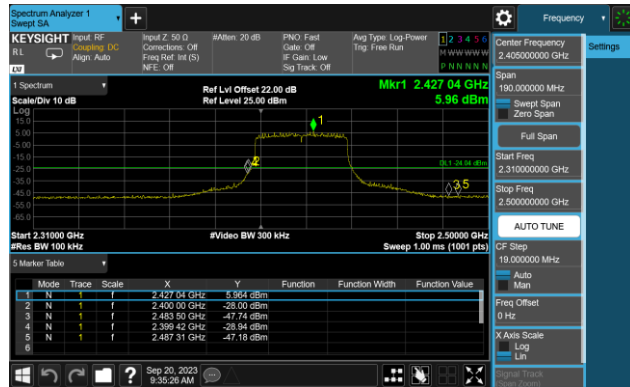 Spectrum Analyzer 1
Swept SA
Frequency
KEYSIGHT
RL
Input: RF
Coupling: DC
Align: Auto
Input Z: 50 Ω
Corrections: Off
Freq Ref: Int (S)
NFE: Off
#Atten: 20 dB
PNO: Fast
Gate: Off
IF Gain: Low
Sig Track: Off
Avg Type: Log-Power
Trig: Free Run
1 2 3 4 5 6
M W W W W W
P N N N N N
LXI
1 Spectrum
Scale/Div 10 dB
Ref Lvl Offset 22.00 dB
Ref Level 25.00 dBm
Mkr1 2.427 04 GHz
5.96 dBm
Log
15.0
5.00
-5.00
-15.0
-25.0
-35.0
-45.0
-55.0
-65.0
1
DL1 -24.04 dBm
Start 2.31000 GHz
#Res BW 100 kHz
#Video BW 300 kHz
Stop 2.50000 GHz
Sweep 1.00 ms (1001 pts)
5 Marker Table
Mode Trace Scale X Y Function Function Width Function Value
1 N 1 f 2.427 04 GHz 5.964 dBm
2 N 1 f 2.400 00 GHz -28.00 dBm
3 N 1 f 2.483 50 GHz -47.74 dBm
4 N 1 f 2.399 42 GHz -28.94 dBm
5 N 1 f 2.487 31 GHz -47.18 dBm
6
Sep 20, 2023
9:35:26 AM
Center Frequency
2.405000000 GHz
Settings
Span
190.000000 MHz
Swept Span
Zero Span
Full Span
Start Freq
2.310000000 GHz
Stop Freq
2.500000000 GHz
AUTO TUNE
CF Step
19.000000 MHz
Auto
Man
Freq Offset
0 Hz
X Axis Scale
Log
Lin
Signal Track
(Span Zoom)